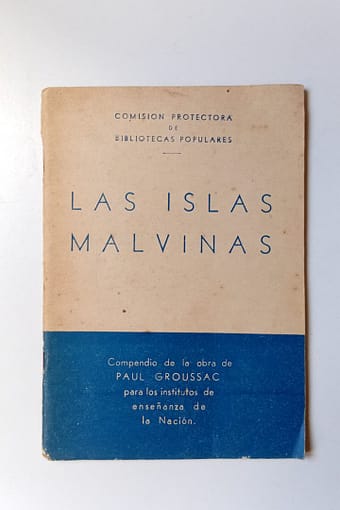 COMISION PROTECTORA
DE
BIBLIOTECAS POPULARES
LAS ISLAS
MALVINAS
Compendio de la obra de
PAUL GROUSSAC
para los institutos de
enseñanza de
la Nación.